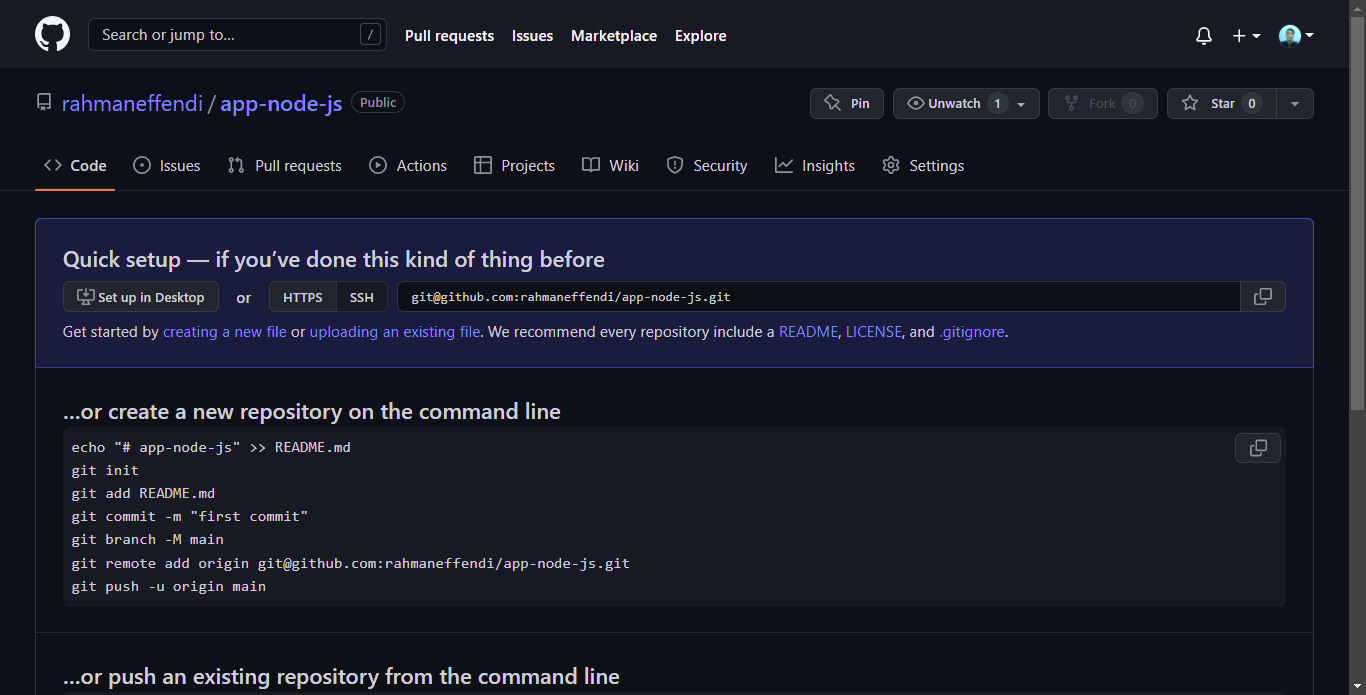 Search or jump to... /
Pull requests Issues Marketplace Explore
rahmaneffendi / app-node-js Public
Pin Unwatch 1 Fork 0 Star 0
Code Issues Pull requests Actions Projects Wiki Security Insights Settings
Quick setup — if you’ve done this kind of thing before
Set up in Desktop or HTTPS SSH git@github.com:rahmaneffendi/app-node-js.git
Get started by creating a new file or uploading an existing file. We recommend every repository include a README, LICENSE, and .gitignore.
…or create a new repository on the command line
echo "# app-node-js" >> README.md
git init
git add README.md
git commit -m "first commit"
git branch -M main
git remote add origin git@github.com:rahmaneffendi/app-node-js.git
git push -u origin main
…or push an existing repository from the command line